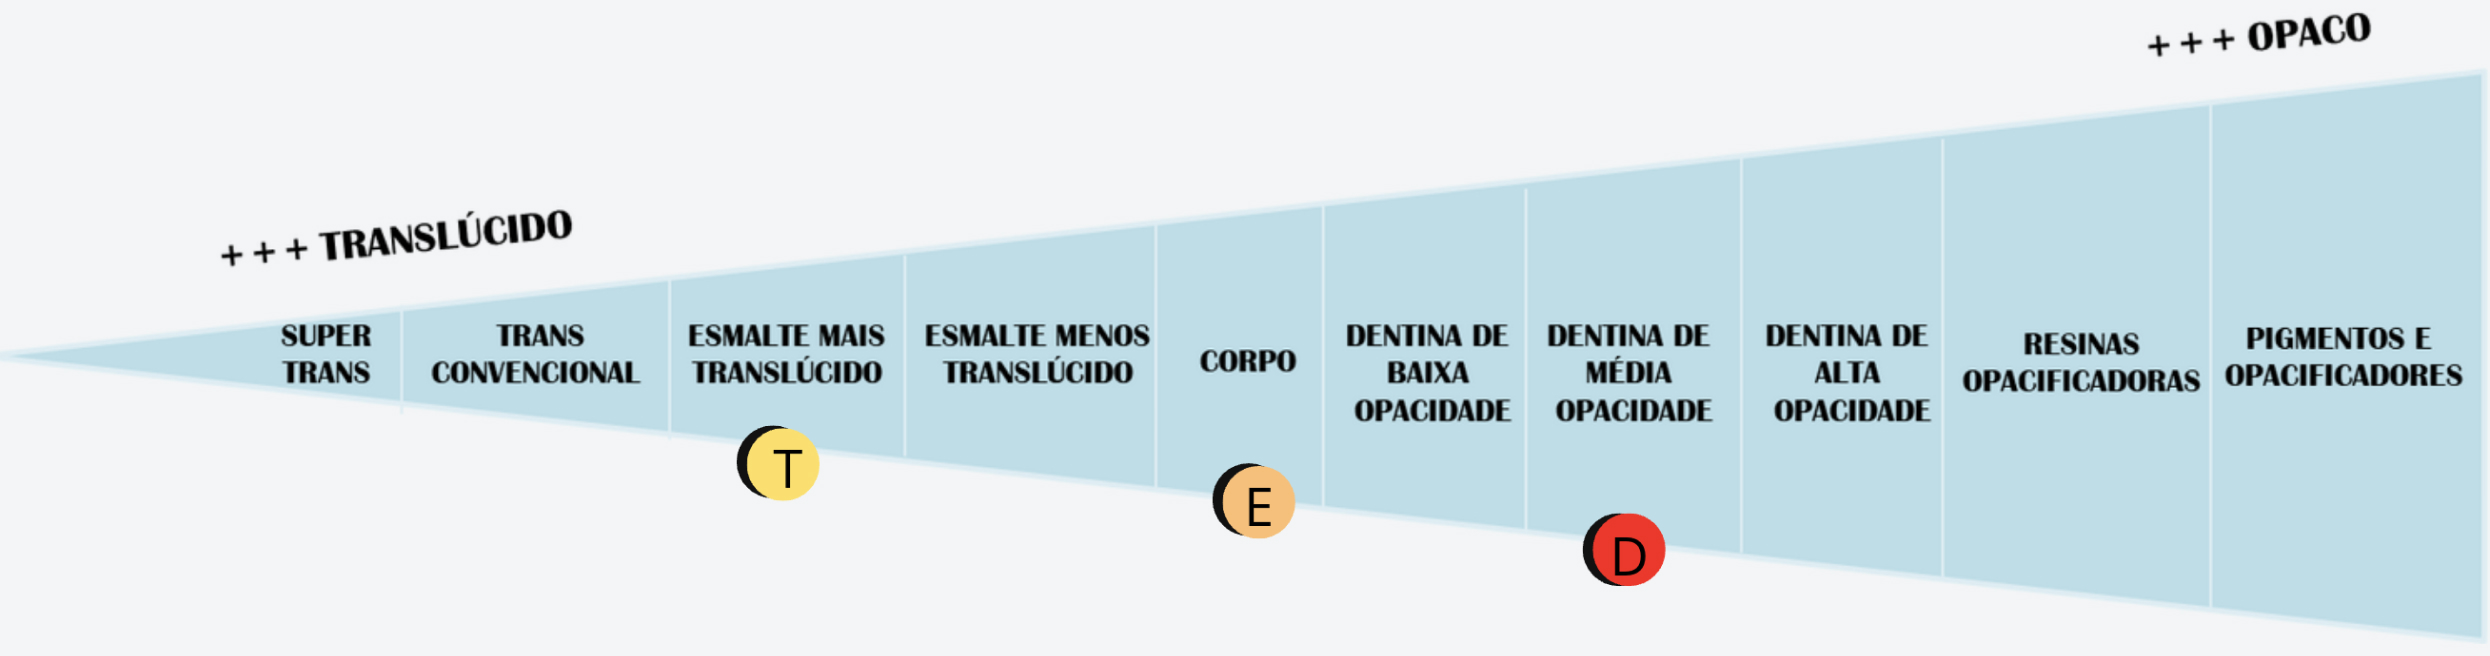 + + + OPACO
+ + + TRANSLÚCIDO
SUPER
TRANS
TRANS
CONVENCIONAL
ESMALTE MAIS
TRANSLÚCIDO
ESMALTE MENOS
TRANSLÚCIDO
CORPO
DENTINA DE
BAIXA
OPACIDADE
DENTINA DE
MÉDIA
OPACIDADE
DENTINA DE
ALTA
OPACIDADE
RESINAS
OPACIFICADORAS
PIGMENTOS E
OPACIFICADORES
T
E
D